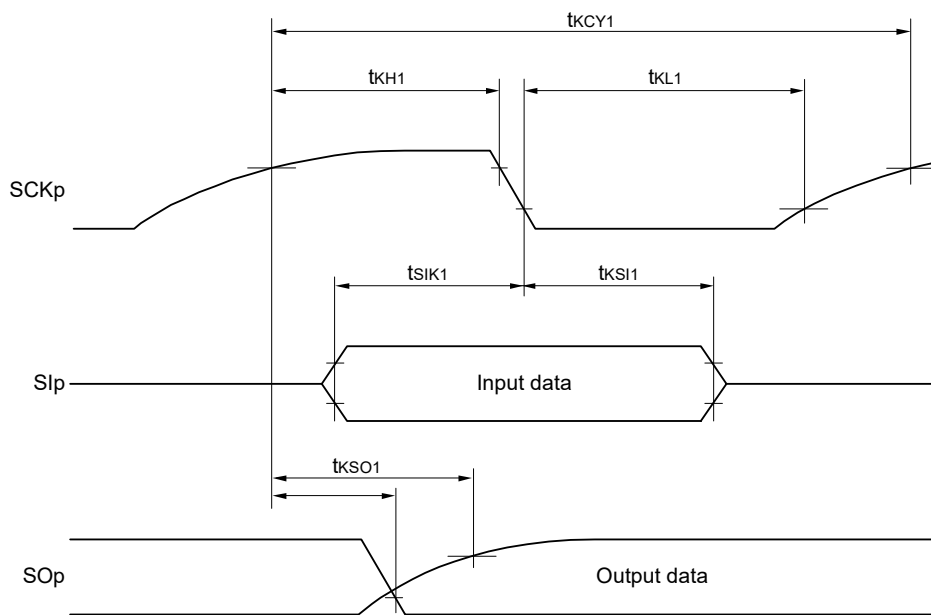 tKCY1
tKH1
tKL1
SCKp
tSIK1
tKSI1
SIp
Input data
tKSO1
SOp
Output data